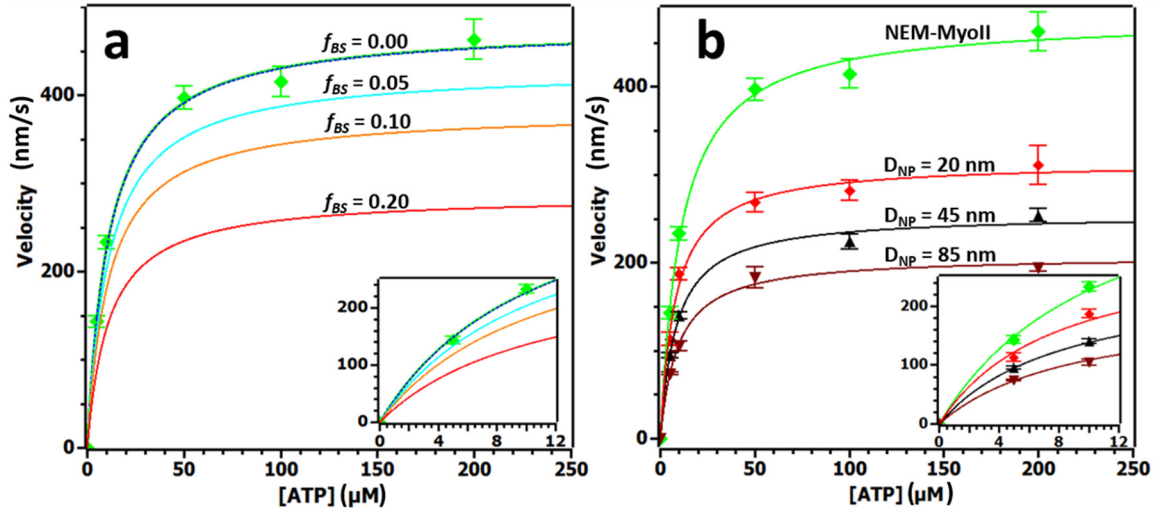 a
f_BS = 0.00
f_BS = 0.05
f_BS = 0.10
f_BS = 0.20
Velocity (nm/s)
400
200
0
0 50 100 150 200 250
[ATP] (µM)
200
100
0
0 4 8 12
b
NEM-MyoII
D_NP = 20 nm
D_NP = 45 nm
D_NP = 85 nm
Velocity (nm/s)
400
200
0
0 50 100 150 200 250
[ATP] (µM)
200
100
0
0 4 8 12